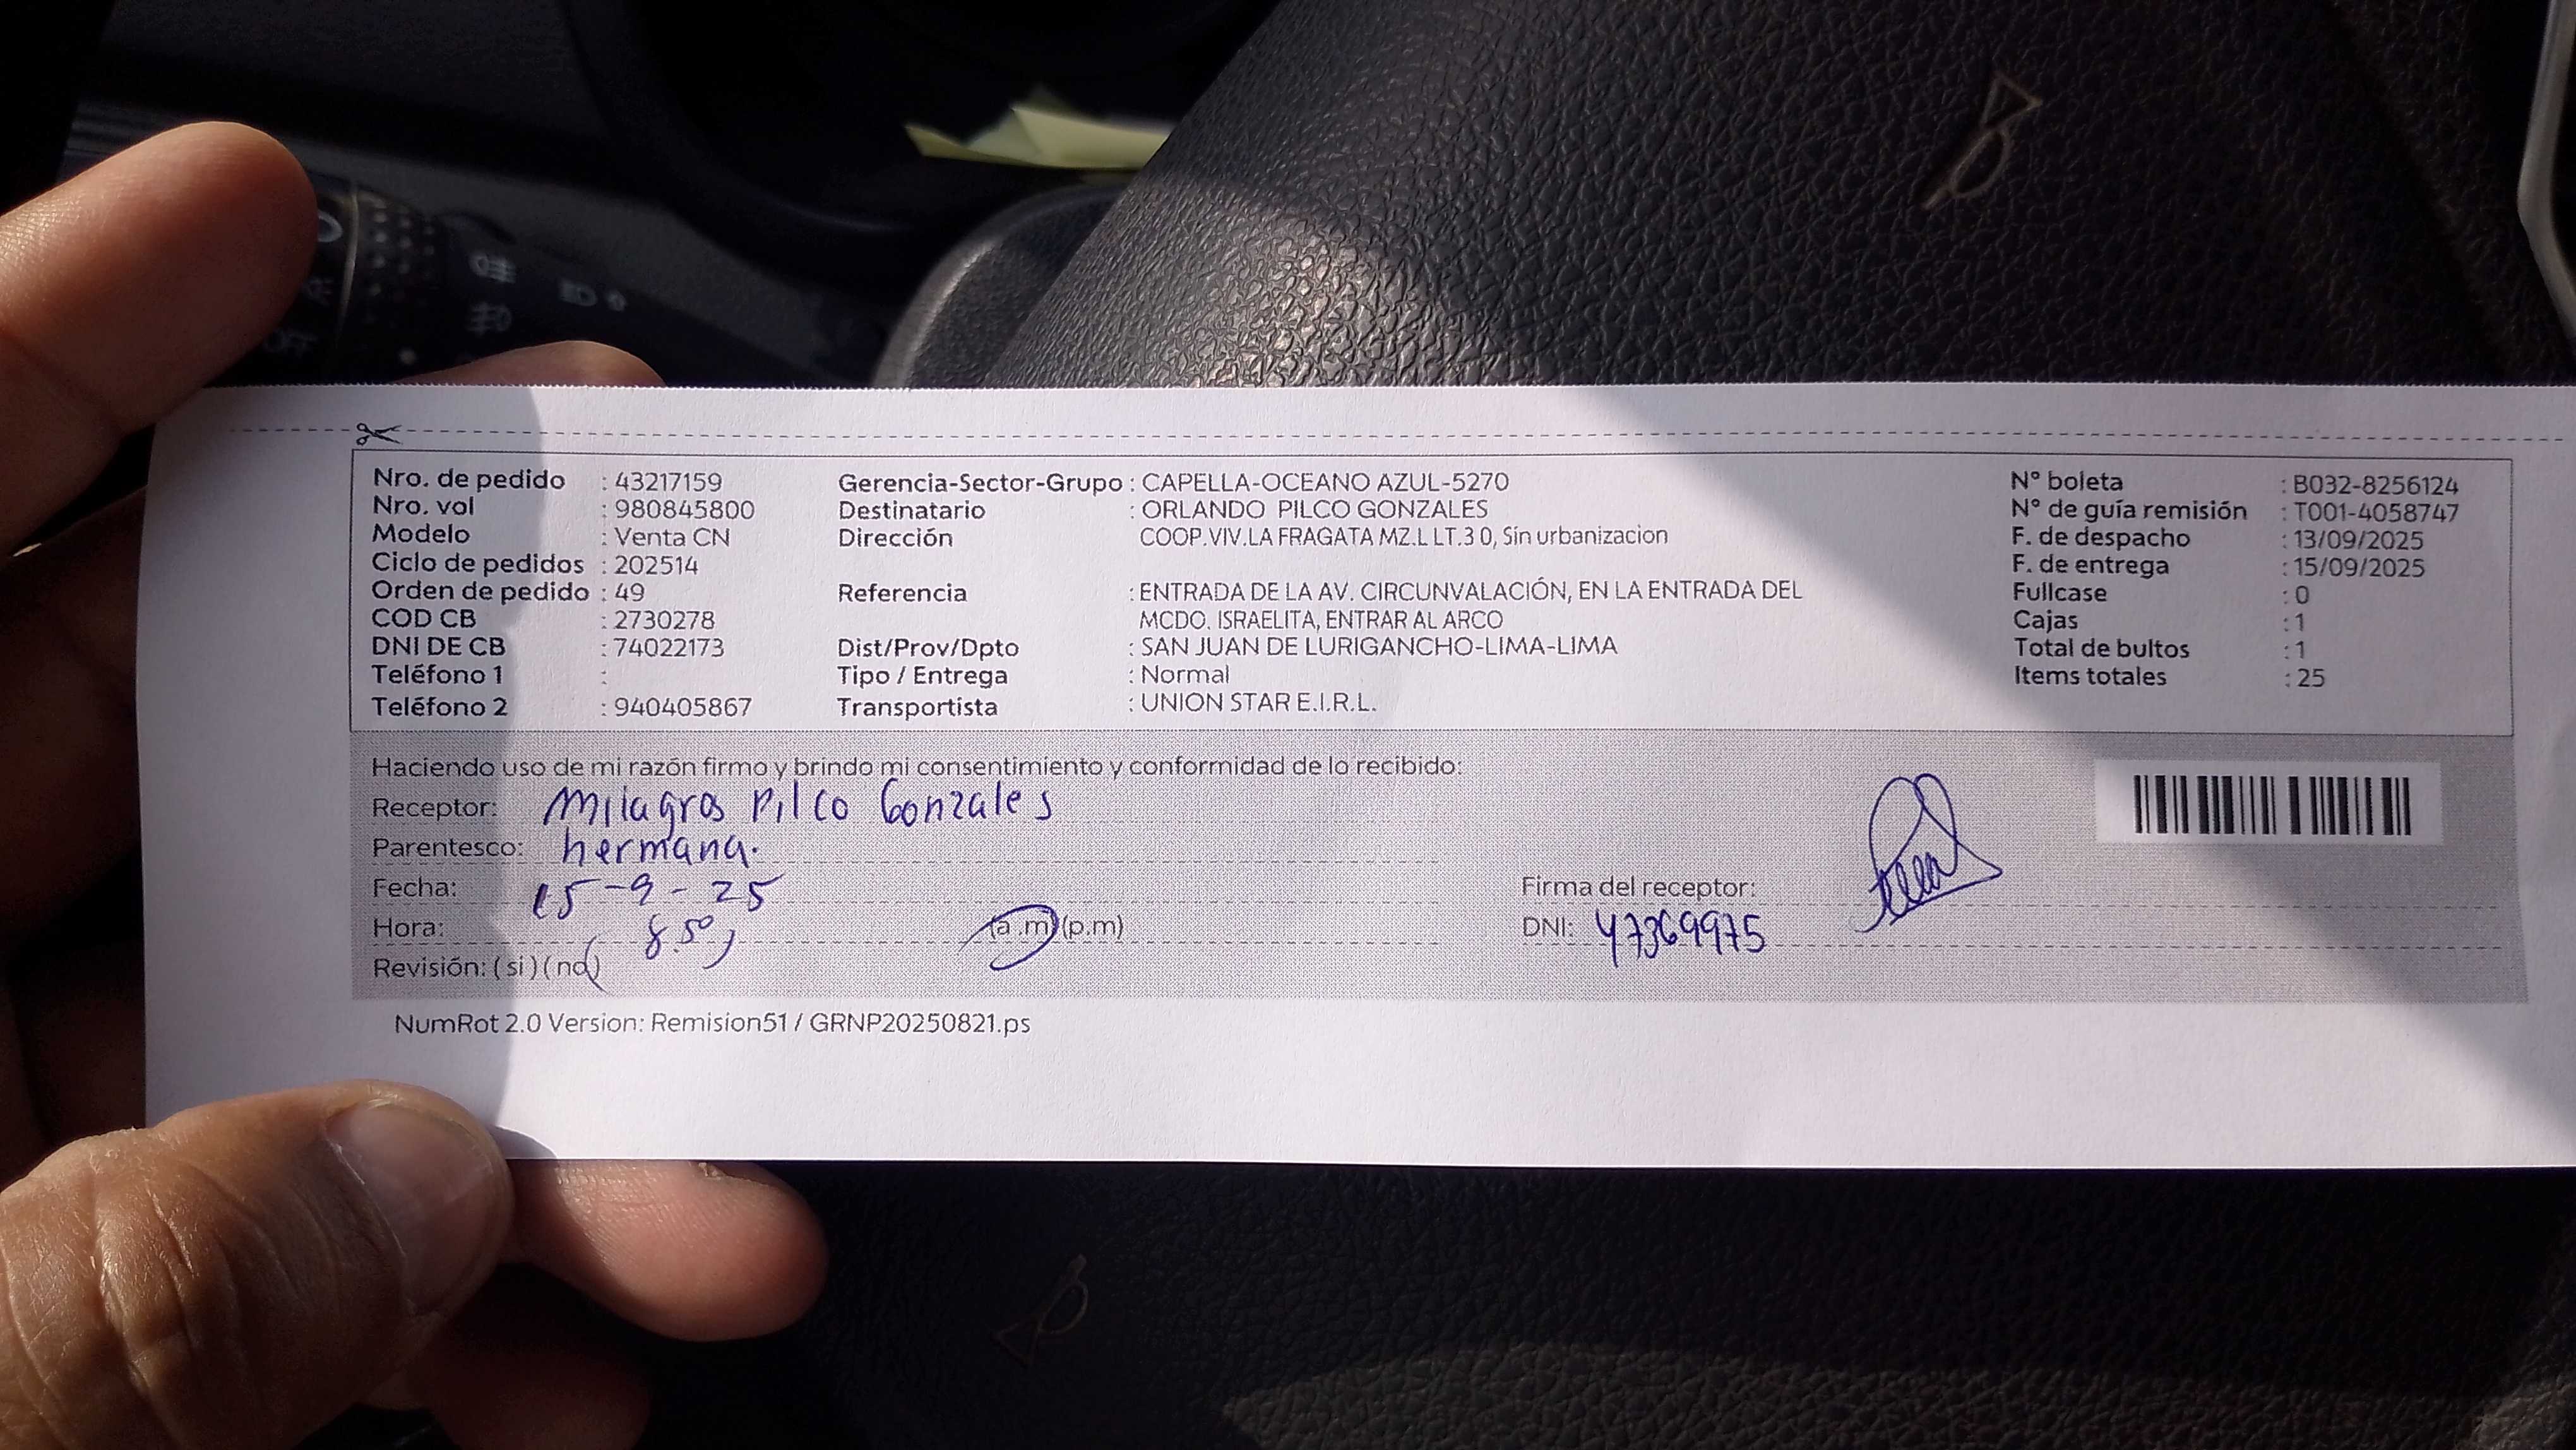 Nro. de pedido : 43217159
Nro. vol : 980845800
Modelo : Venta CN
Ciclo de pedidos : 202514
Orden de pedido : 49
COD CB : 2730278
DNI DE CB : 74022173
Teléfono 1 :
Teléfono 2 : 940405867
Gerencia-Sector-Grupo : CAPELLA-OCEANO AZUL-5270
Destinatario : ORLANDO PILCO GONZALES
Dirección COOP.VIV.LA FRAGATA MZ.L LT.3 0, Sin urbanizacion
Referencia : ENTRADA DE LA AV. CIRCUNVALACIÓN, EN LA ENTRADA DEL
MCDO. ISRAELITA, ENTRAR AL ARCO
Dist/Prov/Dpto : SAN JUAN DE LURIGANCHO-LIMA-LIMA
Tipo / Entrega : Normal
Transportista : UNION STAR E.I.R.L.
N° boleta : B032-8256124
N° de guía remisión : T001-4058747
F. de despacho : 13/09/2025
F. de entrega : 15/09/2025
Fullcase : 0
Cajas : 1
Total de bultos : 1
Items totales : 25
Haciendo uso de mi razón firmo y brindo mi consentimiento y conformidad de lo recibido:
Receptor: Milagros Pilco Gonzales
Parentesco: hermana.
Fecha: 15-9-25
Hora: 8.50 (a.m) (p.m)
Revisión: (si) (no)
Firma del receptor:
DNI: 47369975
NumRot 2.0 Version: Remision51 / GRNP20250821.ps
OFF